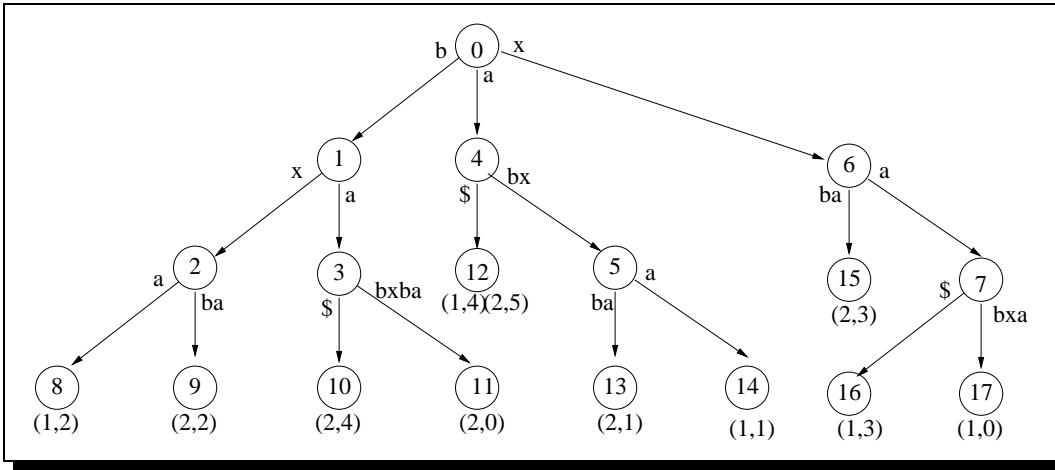 b 0 x
a
1 4 6
x a $ bx ba a
2 3 12 5 15 7
a ba $ bxba (1,4)(2,5) ba a (2,3) $ bxa
8 9 10 11 13 14 16 17
(1,2) (2,2) (2,4) (2,0) (2,1) (1,1) (1,3) (1,0)